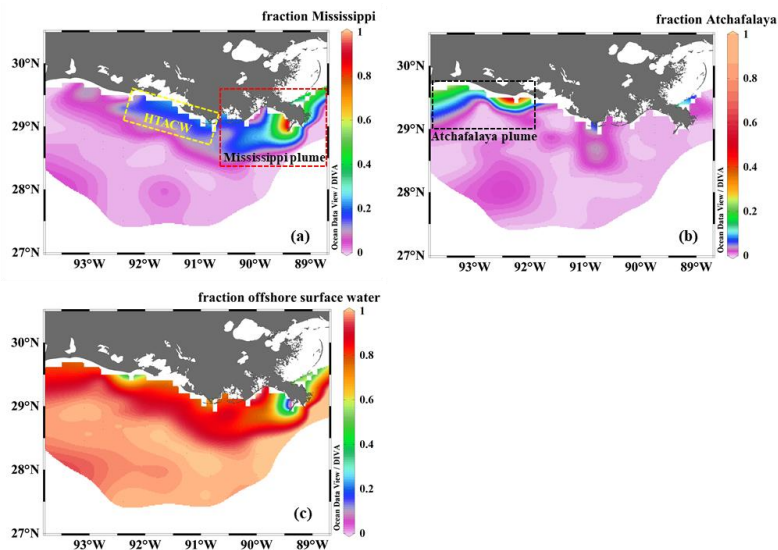 fraction Mississippi
fraction Atchafalaya
30°N
29°N
28°N
27°N
HTACW
Mississippi plume
(a)
1
0.8
0.6
0.4
0.2
0
Ocean Data View / DIVA
93°W 92°W 91°W 90°W 89°W
30°N
29°N
28°N
27°N
Atchafalaya plume
(b)
1
0.8
0.6
0.4
0.2
0
Ocean Data View / DIVA
93°W 92°W 91°W 90°W 89°W
fraction offshore surface water
30°N
29°N
28°N
27°N
(c)
1
0.8
0.6
0.4
0.2
0
Ocean Data View / DIVA
93°W 92°W 91°W 90°W 89°W